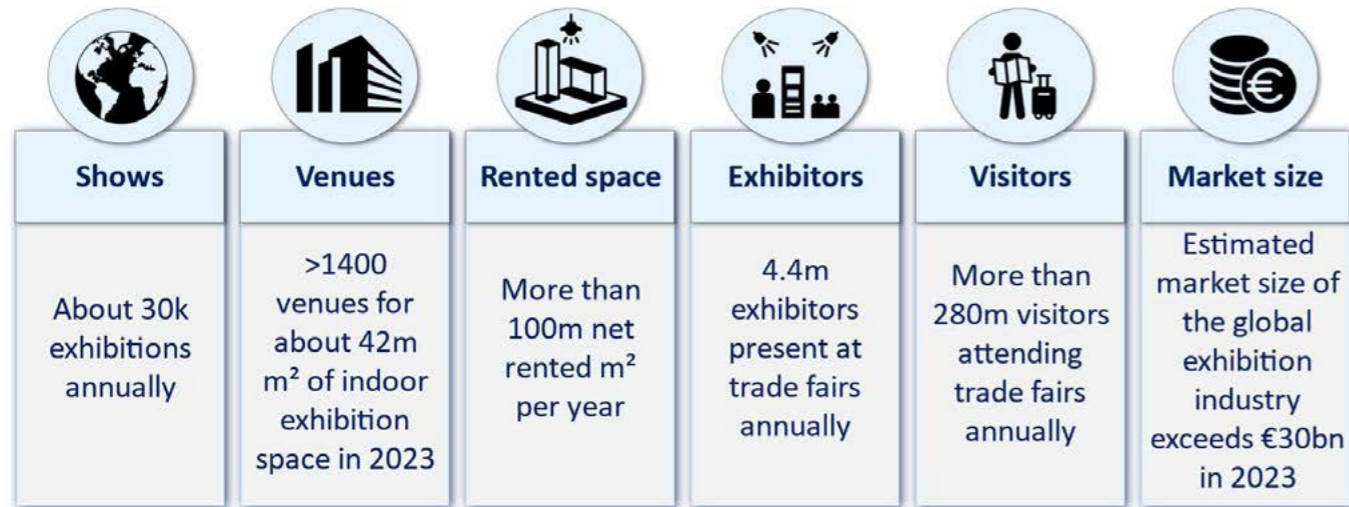 Shows
About 30k
exhibitions
annually
Venues
>1400
venues for
about 42m
m² of indoor
exhibition
space in 2023
Rented space
More than
100m net
rented m²
per year
Exhibitors
4.4m
exhibitors
present at
trade fairs
annually
Visitors
More than
280m visitors
attending
trade fairs
annually
€
Market size
Estimated
market size of
the global
exhibition
industry
exceeds €30bn
in 2023